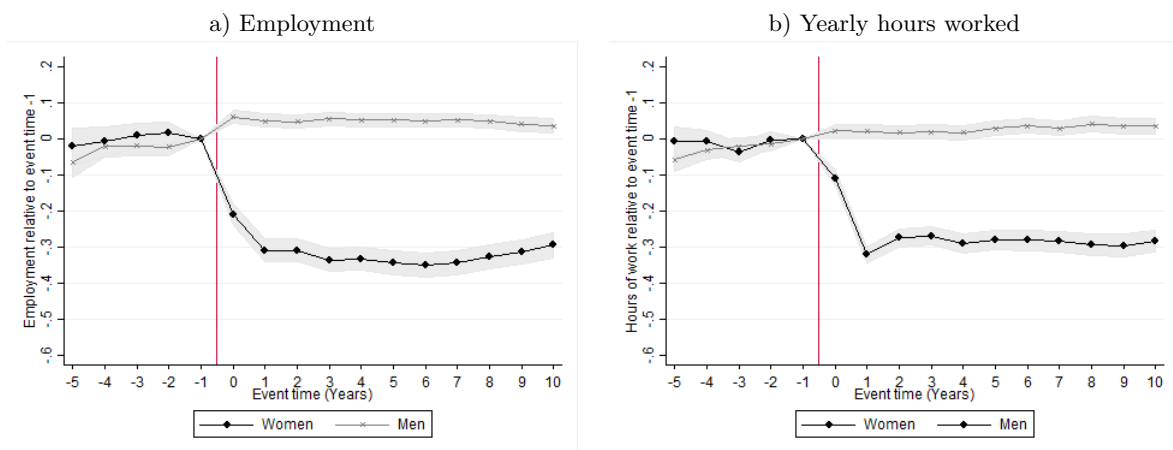 a) Employment
b) Yearly hours worked
Employment relative to event time -1
.2
.1
0
-.1
-.2
-.3
-.4
-.5
-.6
-5 -4 -3 -2 -1 0 1 2 3 4 5 6 7 8 9 10
Event time (Years)
Women Men
Hours of work relative to event time -1
.2
.1
0
-.1
-.2
-.3
-.4
-.5
-.6
-5 -4 -3 -2 -1 0 1 2 3 4 5 6 7 8 9 10
Event time (Years)
Women Men